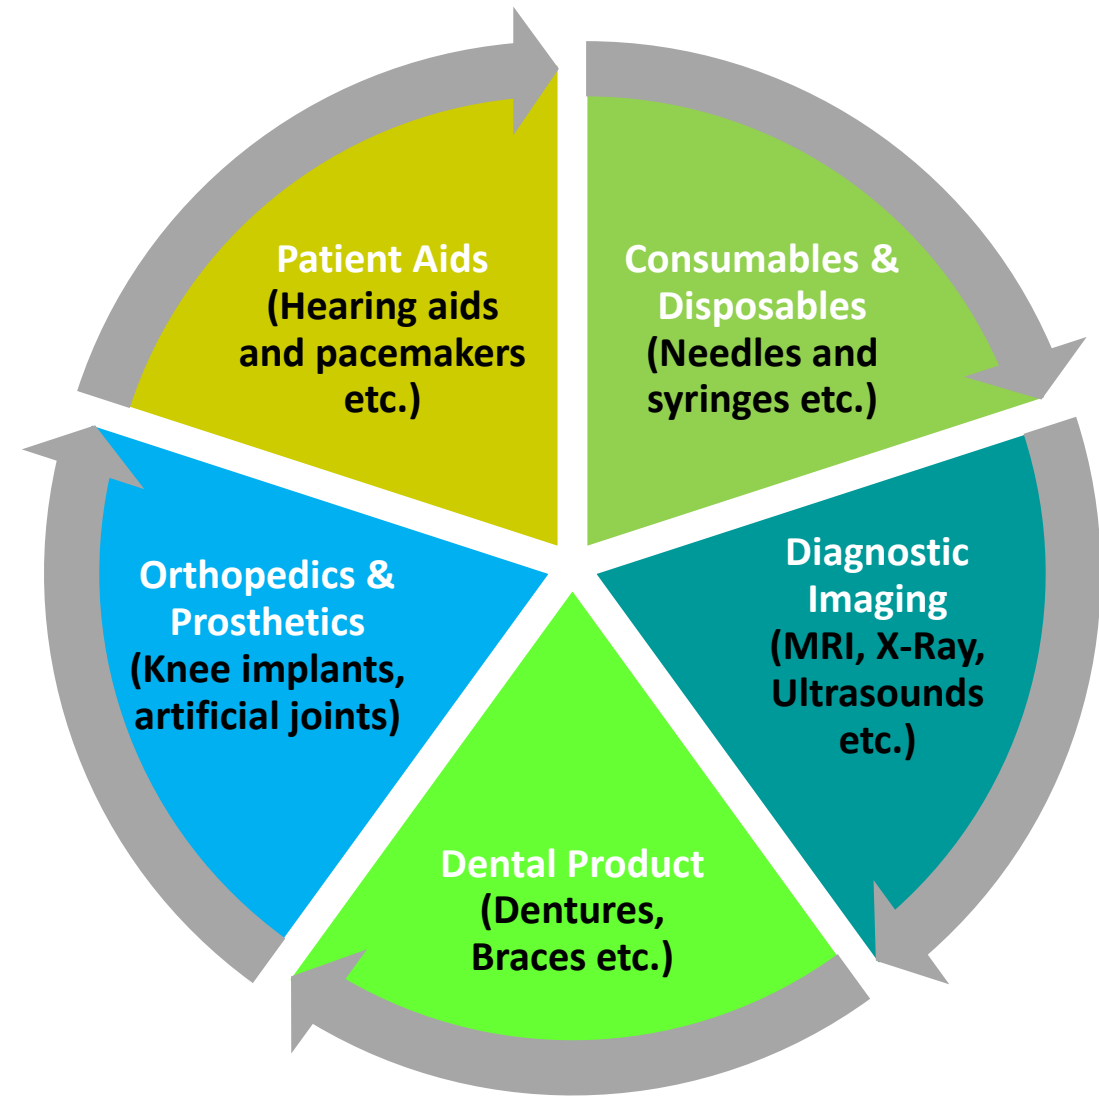 Patient Aids
(Hearing aids
and pacemakers
etc.)
Consumables &
Disposables
(Needles and
syringes etc.)
Diagnostic
Imaging
(MRI, X-Ray,
Ultrasounds
etc.)
Dental Product
(Dentures,
Braces etc.)
Orthopedics &
Prosthetics
(Knee implants,
artificial joints)